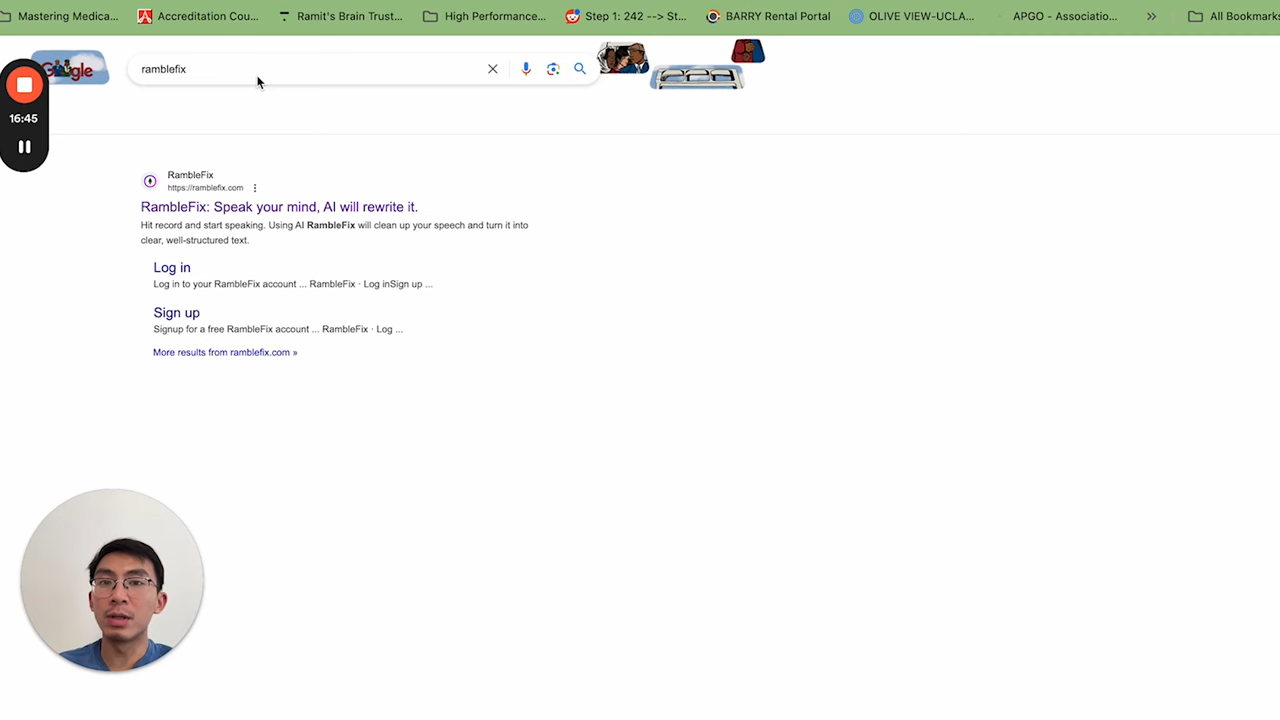 Mastering Medica... Accreditation Cou... Ramit's Brain Trust... High Performance... Step 1: 242 --> St... BARRY Rental Portal OLIVE VIEW-UCLA... APGO - Associatio... >> All Bookmarks
Google
ramblefix
16:45
RambleFix
https://ramblefix.com
RambleFix: Speak your mind, AI will rewrite it.
Hit record and start speaking. Using AI RambleFix will clean up your speech and turn it into
clear, well-structured text.
Log in
Log in to your RambleFix account ... RambleFix · Log inSign up ...
Sign up
Signup for a free RambleFix account ... RambleFix · Log ...
More results from ramblefix.com »